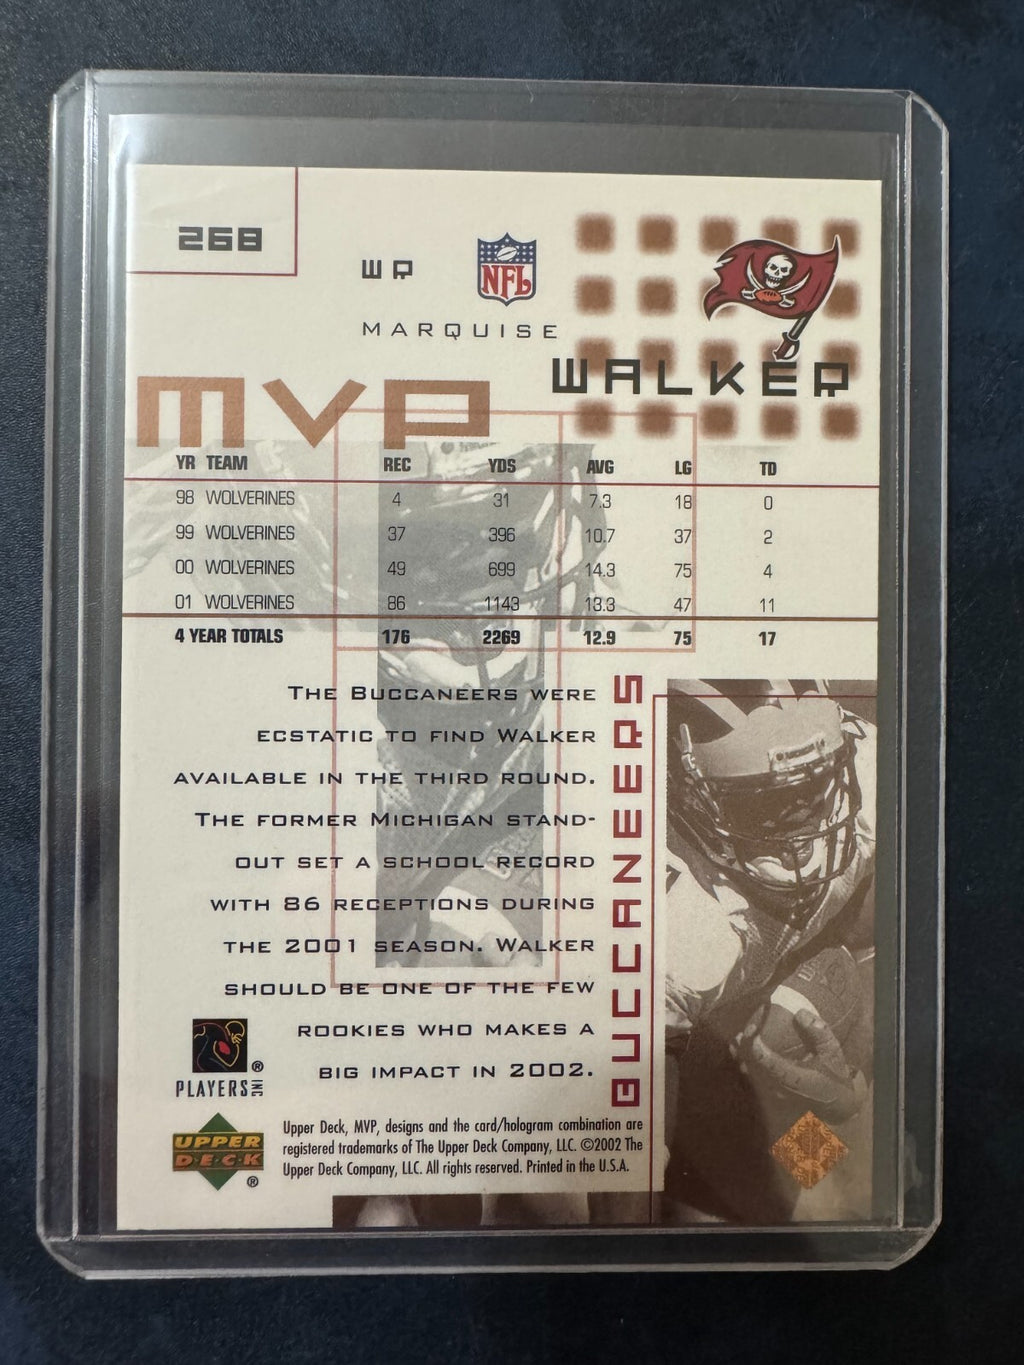 268
WR
NFL
MARQUISE
WALKER
MVP
YR TEAM REC YDS AVG LG TD
98 WOLVERINES 4 31 7.3 18 0
99 WOLVERINES 37 396 10.7 37 2
00 WOLVERINES 49 699 14.3 75 4
01 WOLVERINES 86 1143 13.3 47 11
4 YEAR TOTALS 176 2269 12.9 75 17
THE BUCCANEERS WERE
ECSTATIC TO FIND WALKER
AVAILABLE IN THE THIRD ROUND.
THE FORMER MICHIGAN STAND-
OUT SET A SCHOOL RECORD
WITH 86 RECEPTIONS DURING
THE 2001 SEASON. WALKER
SHOULD BE ONE OF THE FEW
ROOKIES WHO MAKES A
BIG IMPACT IN 2002.
BUCCANEERS
PLAYERS INC ®
UPPER
DECK ®
Upper Deck, MVP, designs and the card/hologram combination are
registered trademarks of The Upper Deck Company, LLC. ©2002 The
Upper Deck Company, LLC. All rights reserved. Printed in the U.S.A.